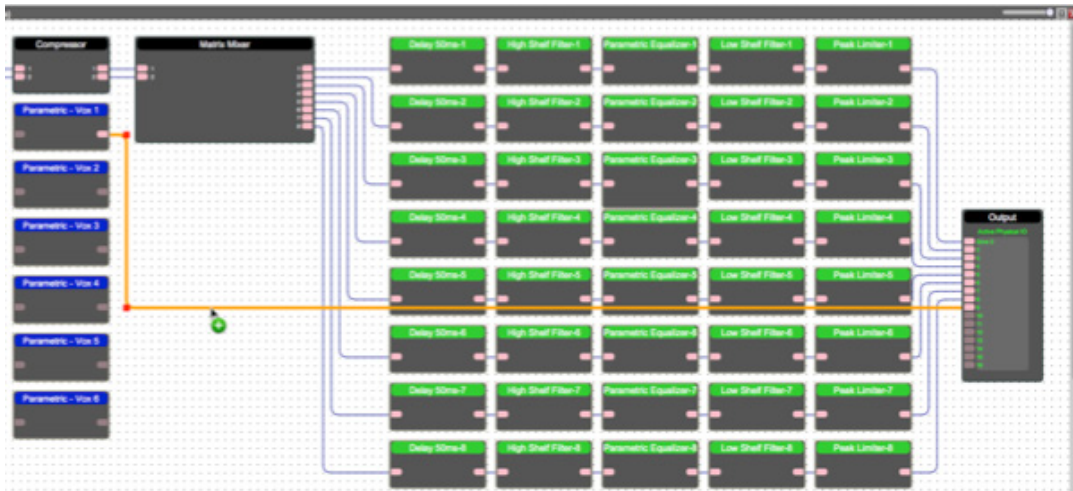 Compressor
Matrix Mixer
Delay 50ms-1
High Shelf Filter-1
Parametric Equalizer-1
Low Shelf Filter-1
Peak Limiter-1
Parametric - Vox 1
Delay 50ms-2
High Shelf Filter-2
Parametric Equalizer-2
Low Shelf Filter-2
Peak Limiter-2
Parametric - Vox 2
Delay 50ms-3
High Shelf Filter-3
Parametric Equalizer-3
Low Shelf Filter-3
Peak Limiter-3
Parametric - Vox 3
Delay 50ms-4
High Shelf Filter-4
Parametric Equalizer-4
Low Shelf Filter-4
Peak Limiter-4
Output
Active Physical I/O
Parametric - Vox 4
Delay 50ms-5
High Shelf Filter-5
Parametric Equalizer-5
Low Shelf Filter-5
Peak Limiter-5
Parametric - Vox 5
Delay 50ms-6
High Shelf Filter-6
Parametric Equalizer-6
Low Shelf Filter-6
Peak Limiter-6
Parametric - Vox 6
Delay 50ms-7
High Shelf Filter-7
Parametric Equalizer-7
Low Shelf Filter-7
Peak Limiter-7
Delay 50ms-8
High Shelf Filter-8
Parametric Equalizer-8
Low Shelf Filter-8
Peak Limiter-8